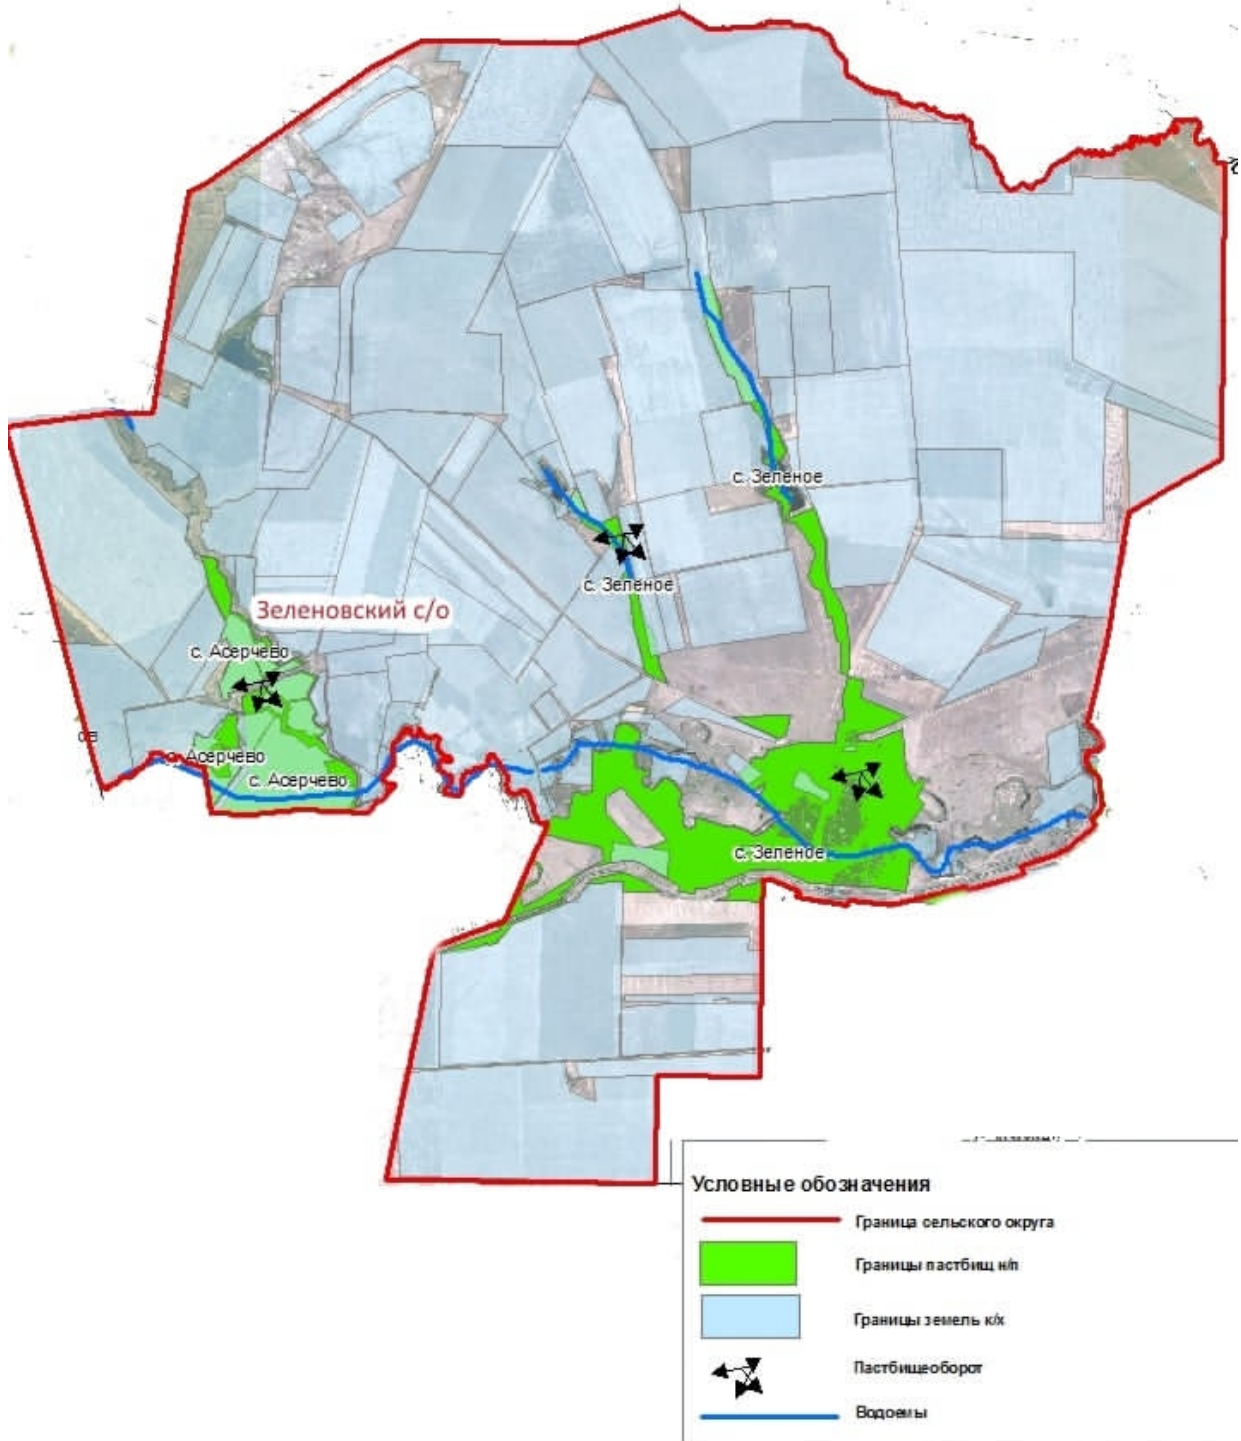 с. Зеленое
с. Зеленое
Зеленовский с/о
с. Асерчево
с. Асерчево
с. Асерчево
с. Зеленое
Условные обозначения
Граница сельского округа
Границы пастбищ н/п
Границы земель к/х
Пастбищеоборот
Водоемы